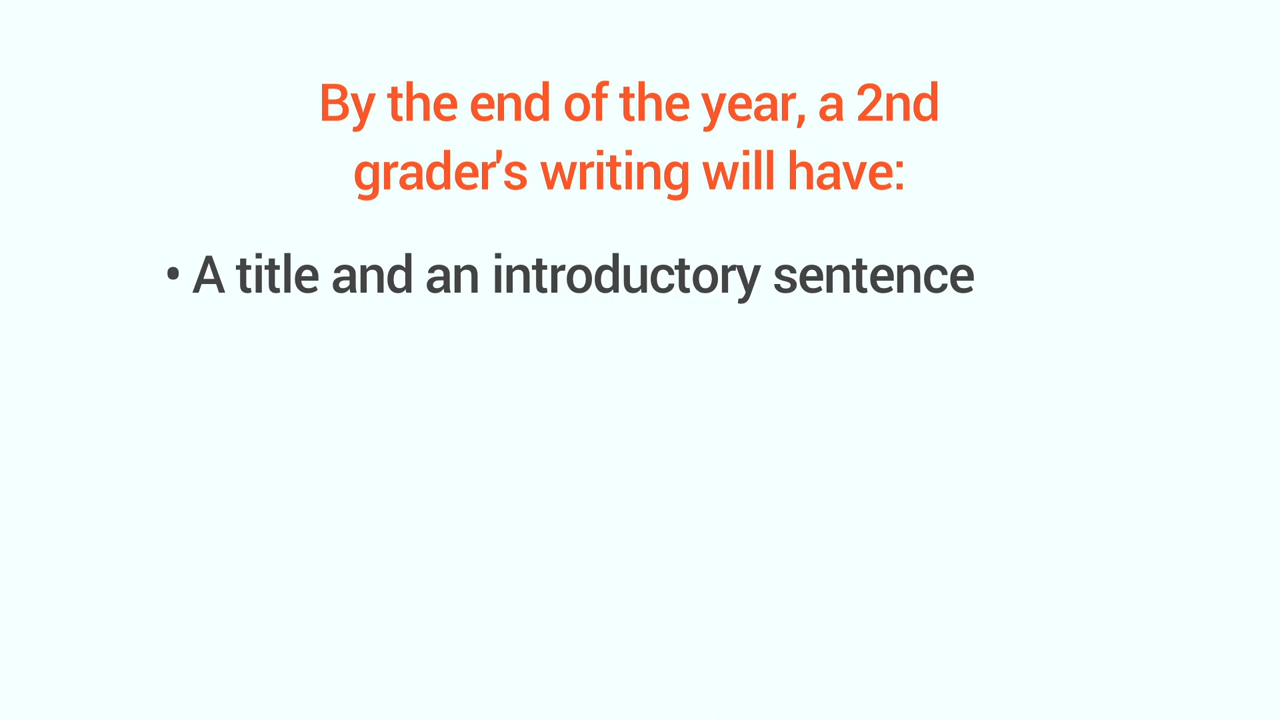 By the end of the year, a 2nd
grader's writing will have:
• A title and an introductory sentence